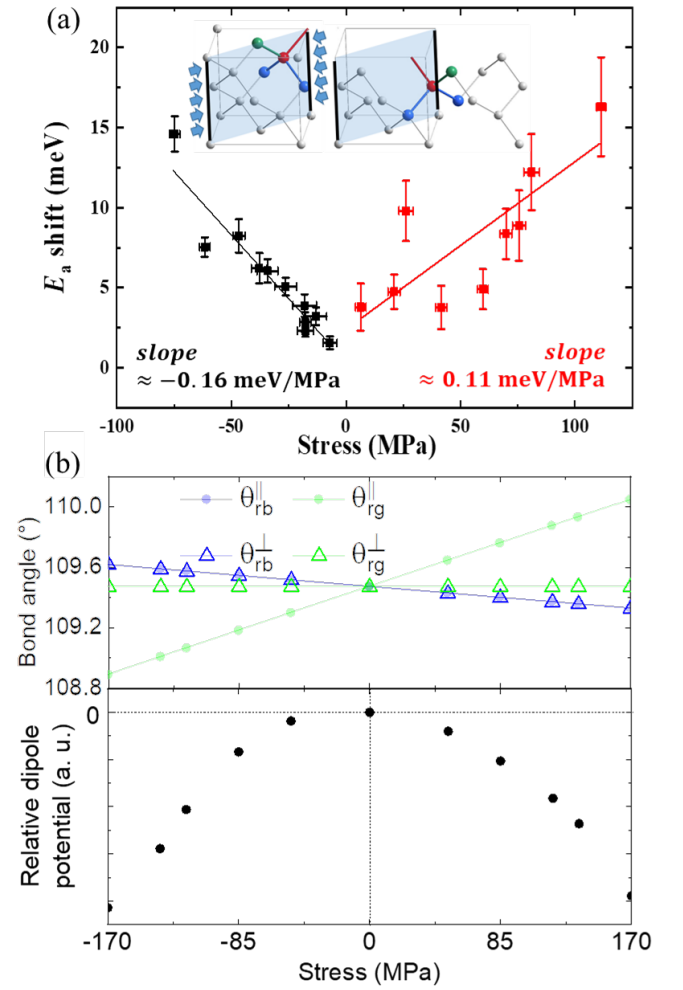 (a)
25
20
15
10
5
0
E_a shift (meV)
slope
≈ −0.16 meV/MPa
slope
≈ 0.11 meV/MPa
-100 -50 0 50 100
Stress (MPa)
(b)
110.0
109.6
109.2
108.8
Bond angle (°)
θ_rb^|| θ_rg^||
θ_rb^⊥ θ_rg^⊥
0
Relative dipole
potential (a. u.)
-170 -85 0 85 170
Stress (MPa)